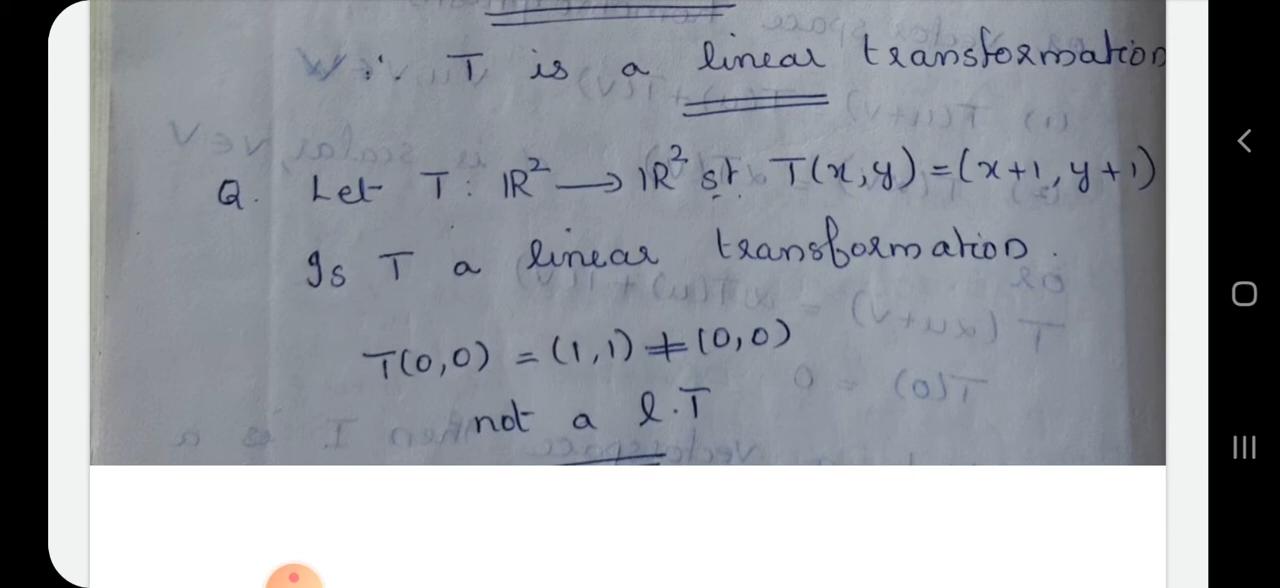 ∴ T is a linear transformation
Q. Let T : ℝ² → ℝ² s.t. T(x,y) = (x+1, y+1)
Is T a linear transformation.
T(0,0) = (1,1) ≠ (0,0)
not a l.T